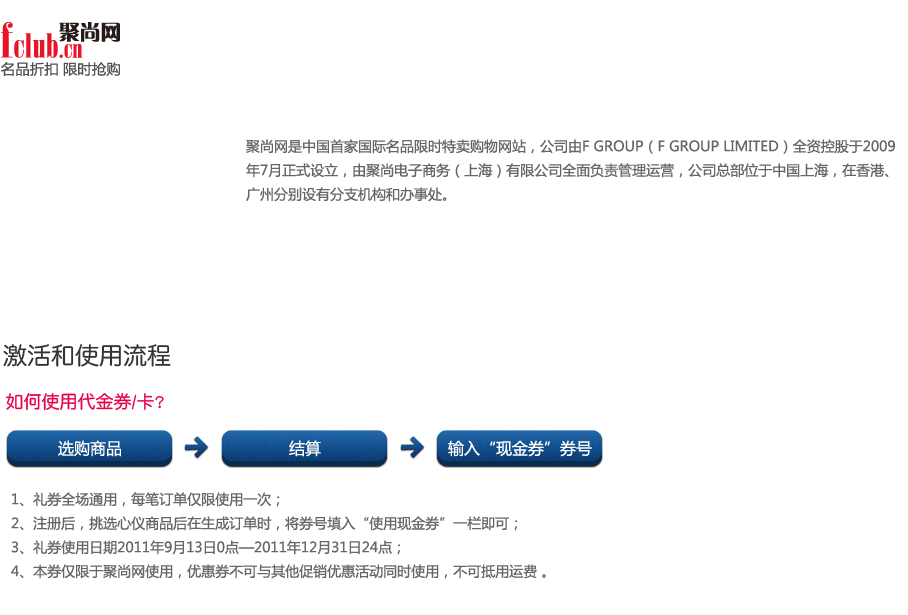 聚尚网
fclub.cn
名品折扣 限时抢购
聚尚网是中国首家国际名品限时特卖购物网站，公司由F GROUP（F GROUP LIMITED）全资控股于2009
年7月正式设立，由聚尚电子商务（上海）有限公司全面负责管理运营，公司总部位于中国上海，在香港、
广州分别设有分支机构和办事处。
激活和使用流程
如何使用代金券/卡?
选购商品 结算 输入“现金券”券号
1、礼券全场通用，每笔订单仅限使用一次；
2、注册后，挑选心仪商品后在生成订单时，将券号填入“使用现金券”一栏即可；
3、礼券使用日期2011年9月13日0点—2011年12月31日24点；
4、本券仅限于聚尚网使用，优惠券不可与其他促销优惠活动同时使用，不可抵用运费 。